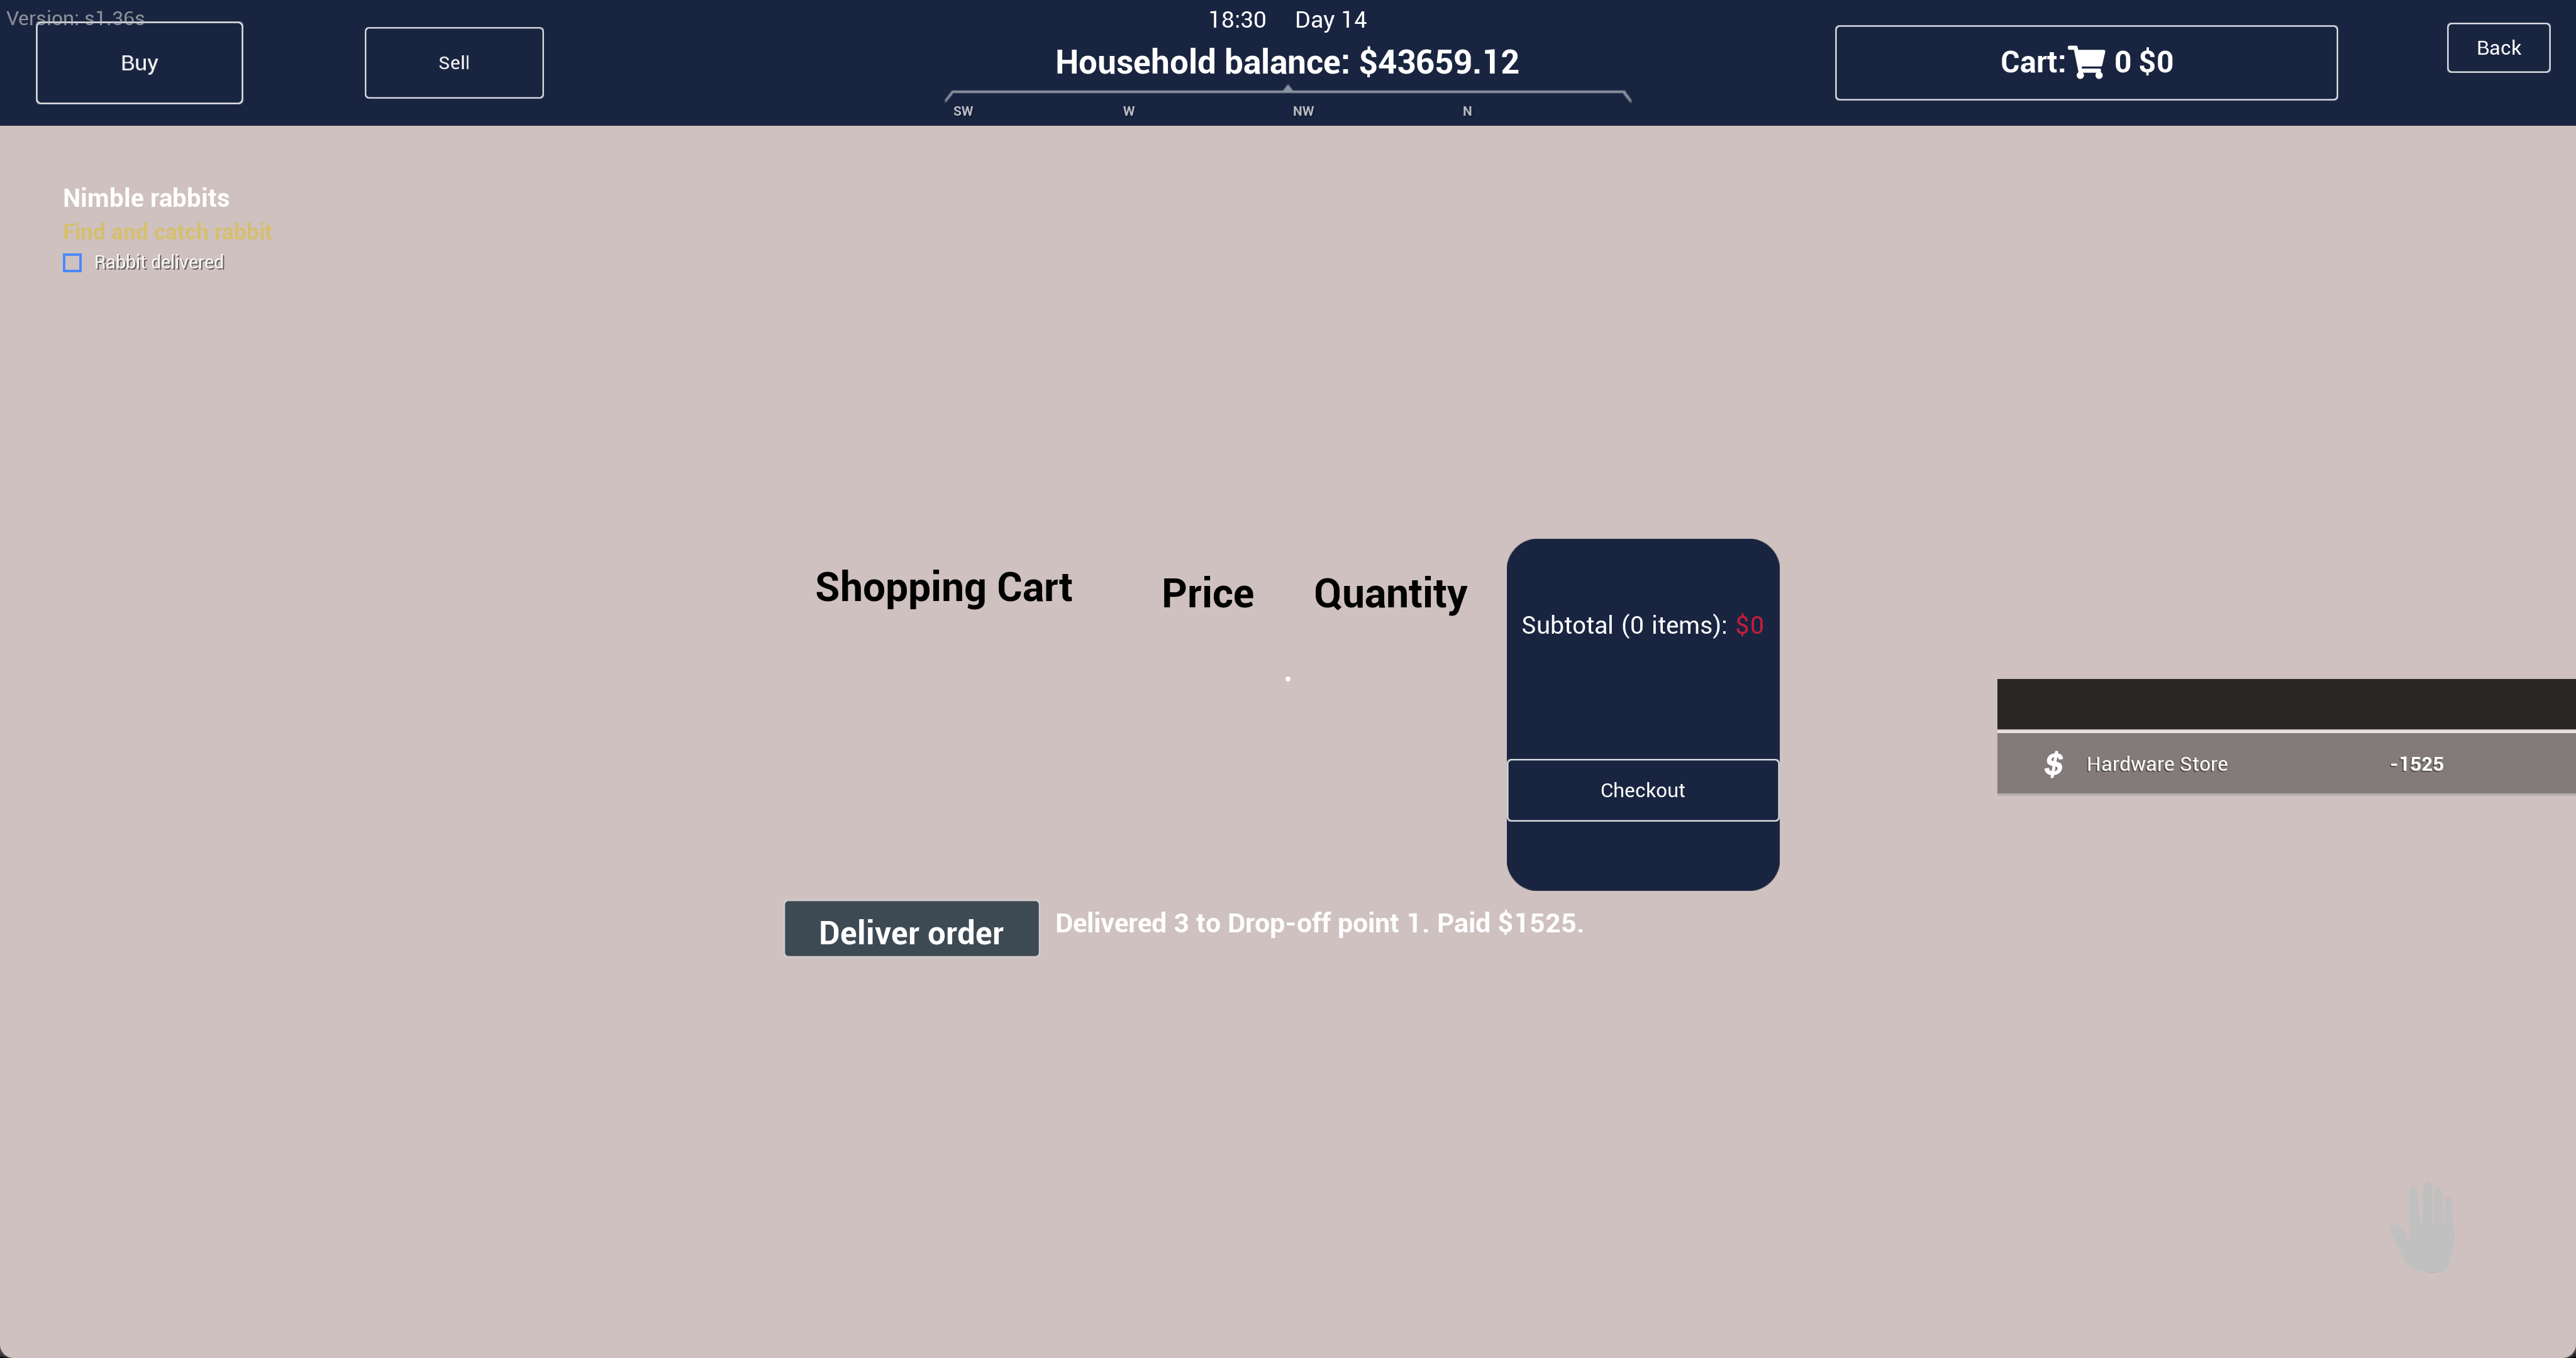 Version: s1.36s
Buy
Sell
18:30 Day 14
Household balance: $43659.12
SW W NW N
Cart: 0 $0
Back
Nimble rabbits
Find and catch rabbit
Rabbit delivered
Shopping Cart Price Quantity
Subtotal (0 items): $0
Checkout
$ Hardware Store -1525
Deliver order
Delivered 3 to Drop-off point 1. Paid $1525.